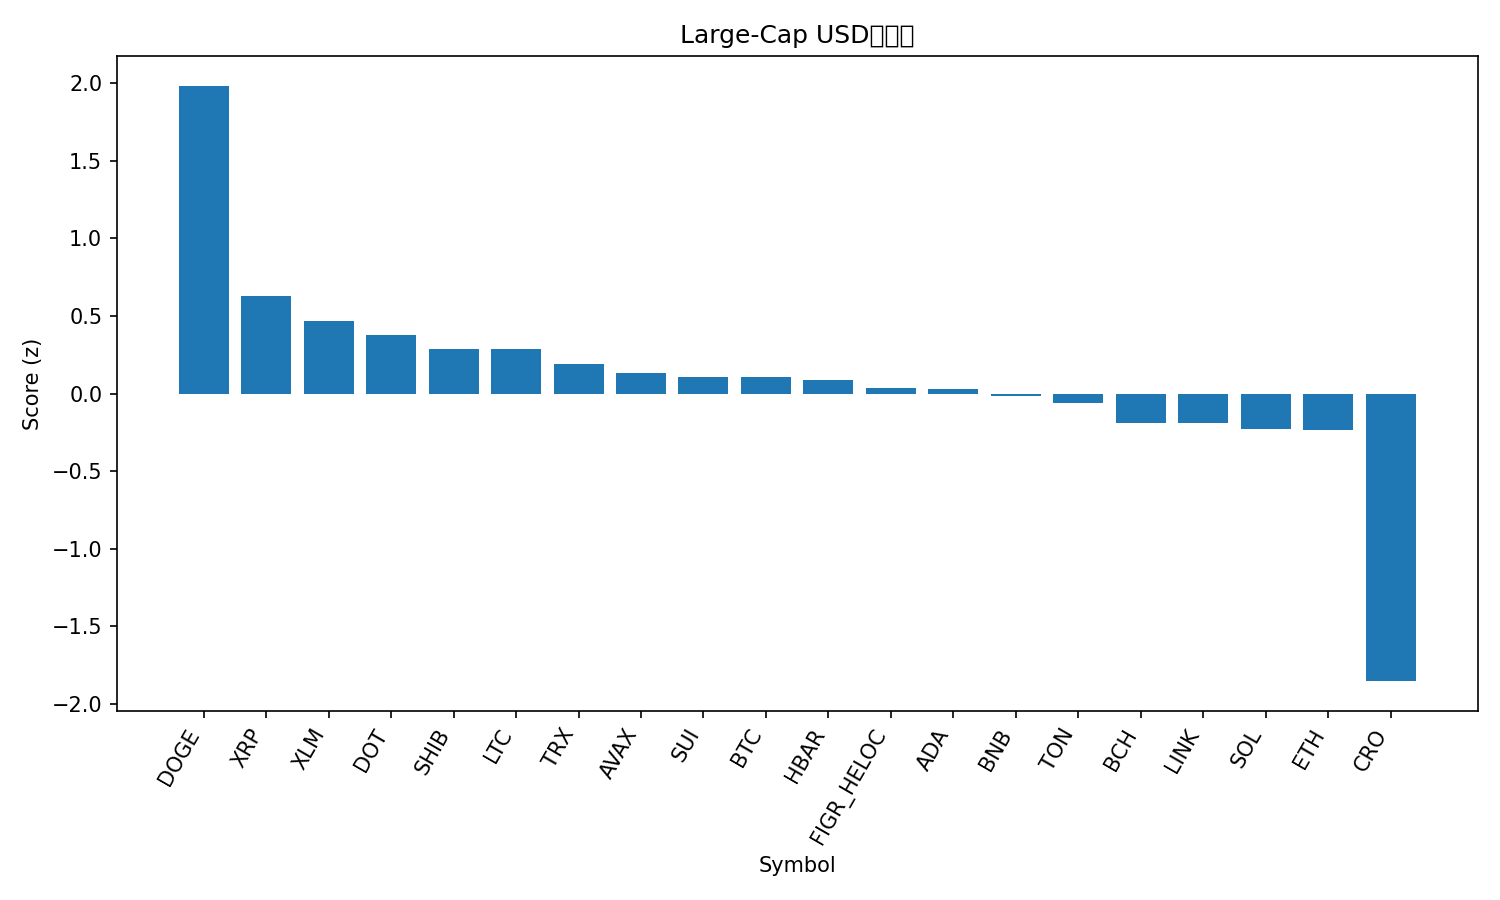 Large-Cap USD
Score (z)
2.0
1.5
1.0
0.5
0.0
−0.5
−1.0
−1.5
−2.0
DOGE
XRP
XLM
DOT
SHIB
LTC
TRX
AVAX
SUI
BTC
HBAR
FIGR_HELOC
ADA
BNB
TON
BCH
LINK
SOL
ETH
CRO
Symbol